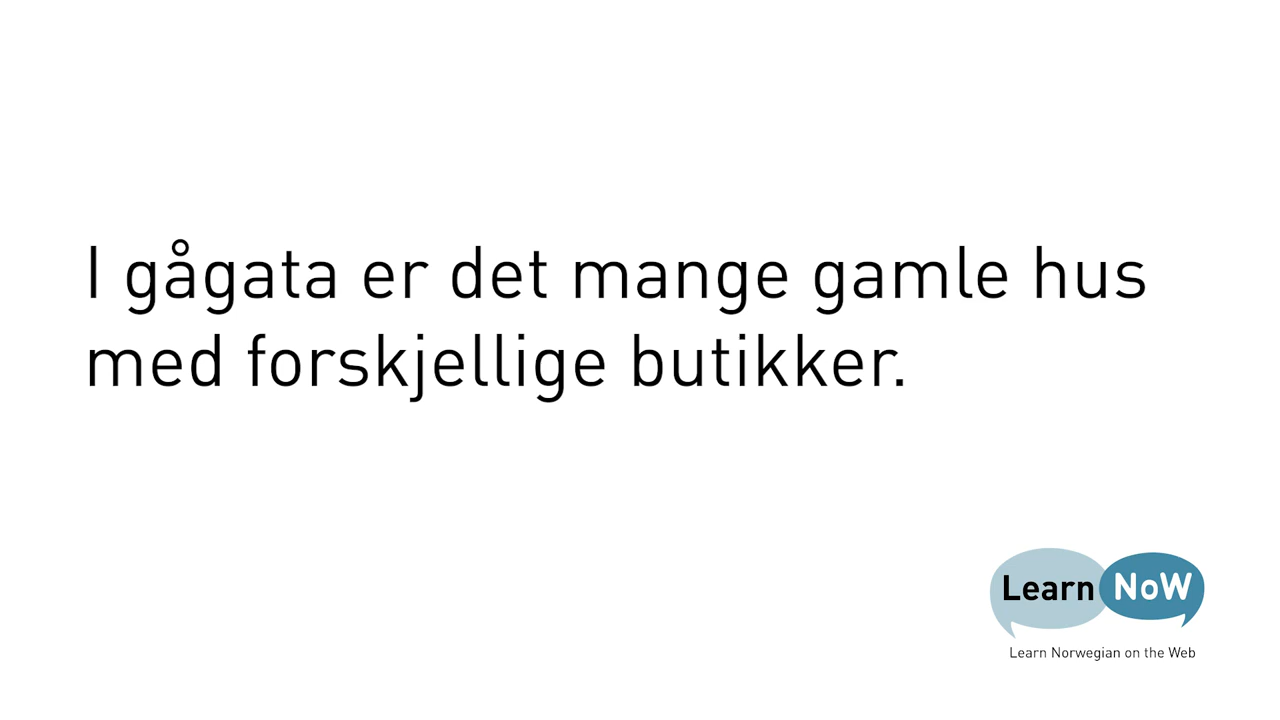 I gågata er det mange gamle hus
med forskjellige butikker.
Learn NoW
Learn Norwegian on the Web